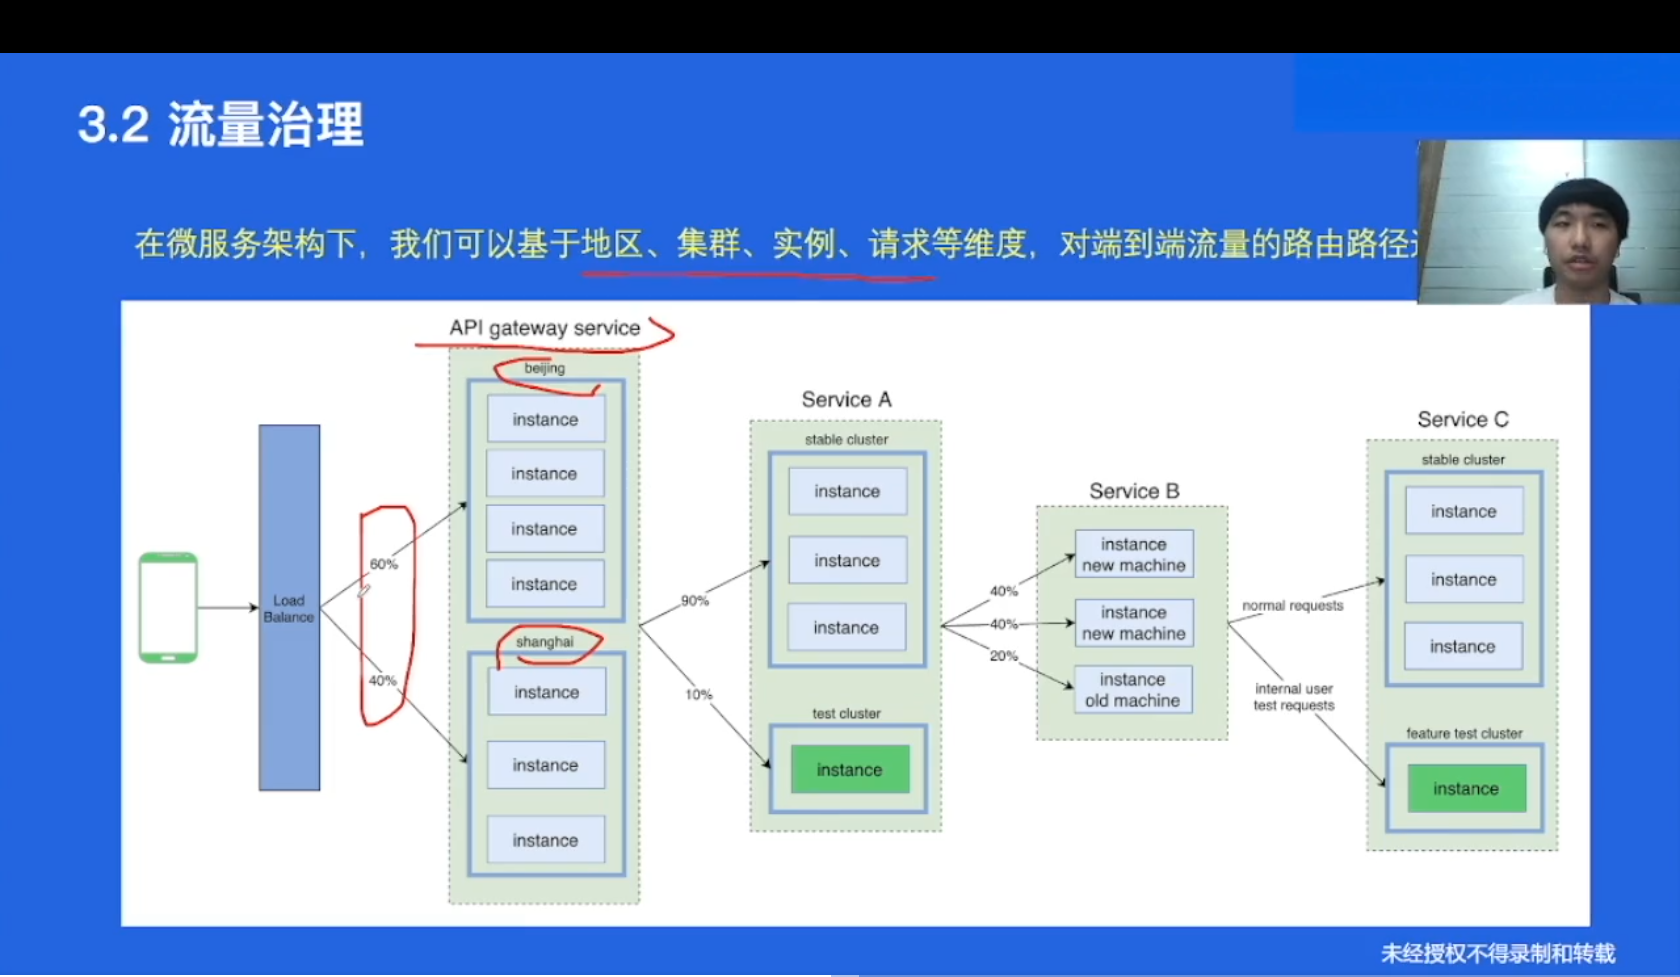 3.2 流量治理
在微服务架构下，我们可以基于地区、集群、实例、请求等维度，对端到端流量的路由路径
API gateway service
beijing
instance
instance
instance
instance
shanghai
instance
instance
instance
Load
Balance
60%
40%
90%
10%
Service A
stable cluster
instance
instance
instance
test cluster
instance
40%
40%
20%
Service B
instance
new machine
instance
new machine
instance
old machine
normal requests
internal user
test requests
Service C
stable cluster
instance
instance
instance
feature test cluster
instance
未经授权不得录制和转载